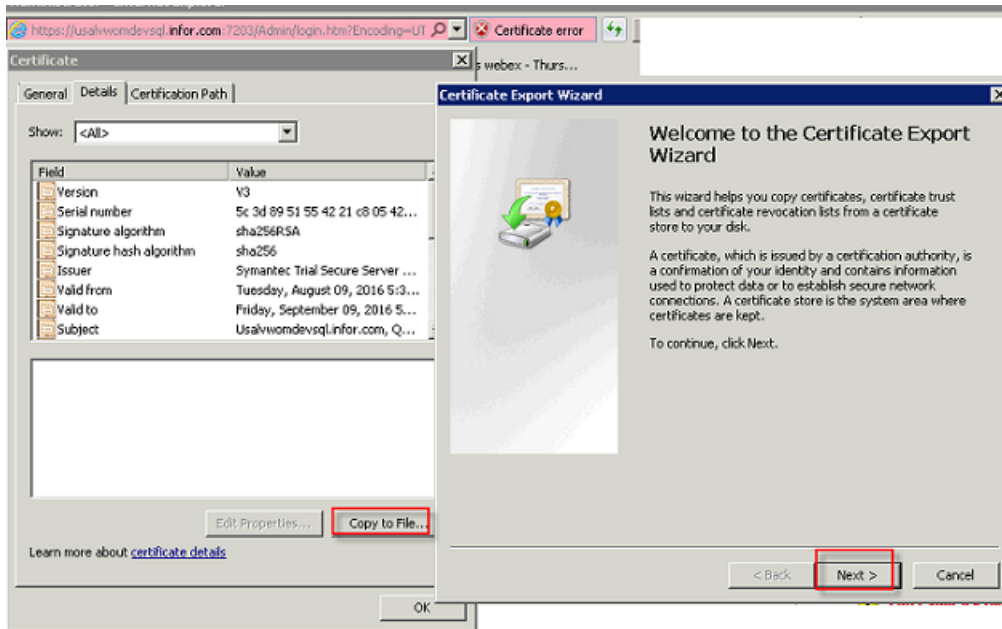 https://usalvwomdevsql.infor.com:7203/Admin/login.htm?Encoding=UT
Certificate error
webex - Thurs...
Certificate
General Details Certification Path
Show: <All>
Field Value
Version V3
Serial number 5c 3d 89 51 55 42 21 c8 05 42...
Signature algorithm sha256RSA
Signature hash algorithm sha256
Issuer Symantec Trial Secure Server ...
Valid from Tuesday, August 09, 2016 5:3...
Valid to Friday, September 09, 2016 5...
Subject Usalvwomdevsql.infor.com, Q...
Edit Properties... Copy to File...
Learn more about certificate details
OK
Certificate Export Wizard
Welcome to the Certificate Export
Wizard
This wizard helps you copy certificates, certificate trust
lists and certificate revocation lists from a certificate
store to your disk.
A certificate, which is issued by a certification authority, is
a confirmation of your identity and contains information
used to protect data or to establish secure network
connections. A certificate store is the system area where
certificates are kept.
To continue, click Next.
< Back Next > Cancel